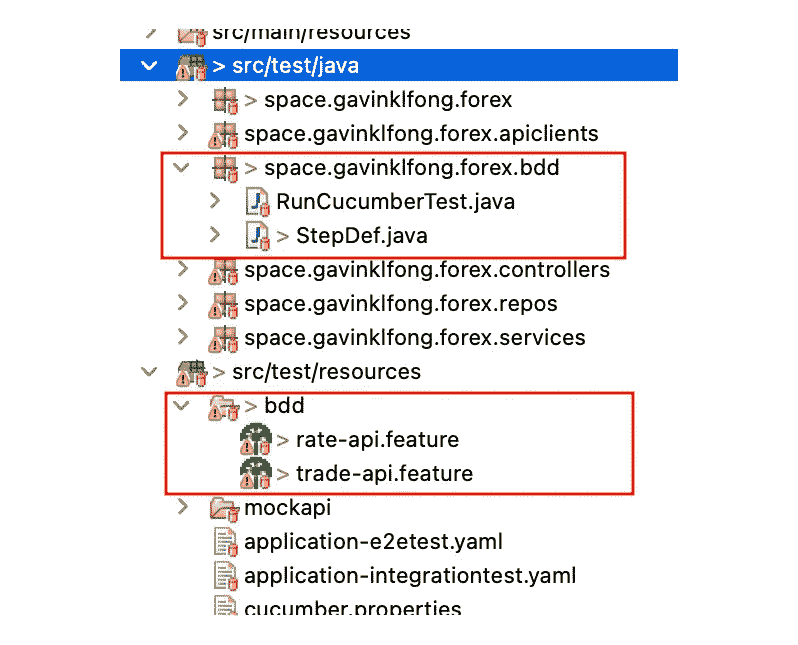 src/main/resources
> src/test/java
> space.gavinklfong.forex
space.gavinklfong.forex.apiclients
> space.gavinklfong.forex.bdd
RunCucumberTest.java
> StepDef.java
space.gavinklfong.forex.controllers
space.gavinklfong.forex.repos
space.gavinklfong.forex.services
> src/test/resources
> bdd
> rate-api.feature
> trade-api.feature
mockapi
application-e2etest.yaml
application-integrationtest.yaml
cucumber.properties